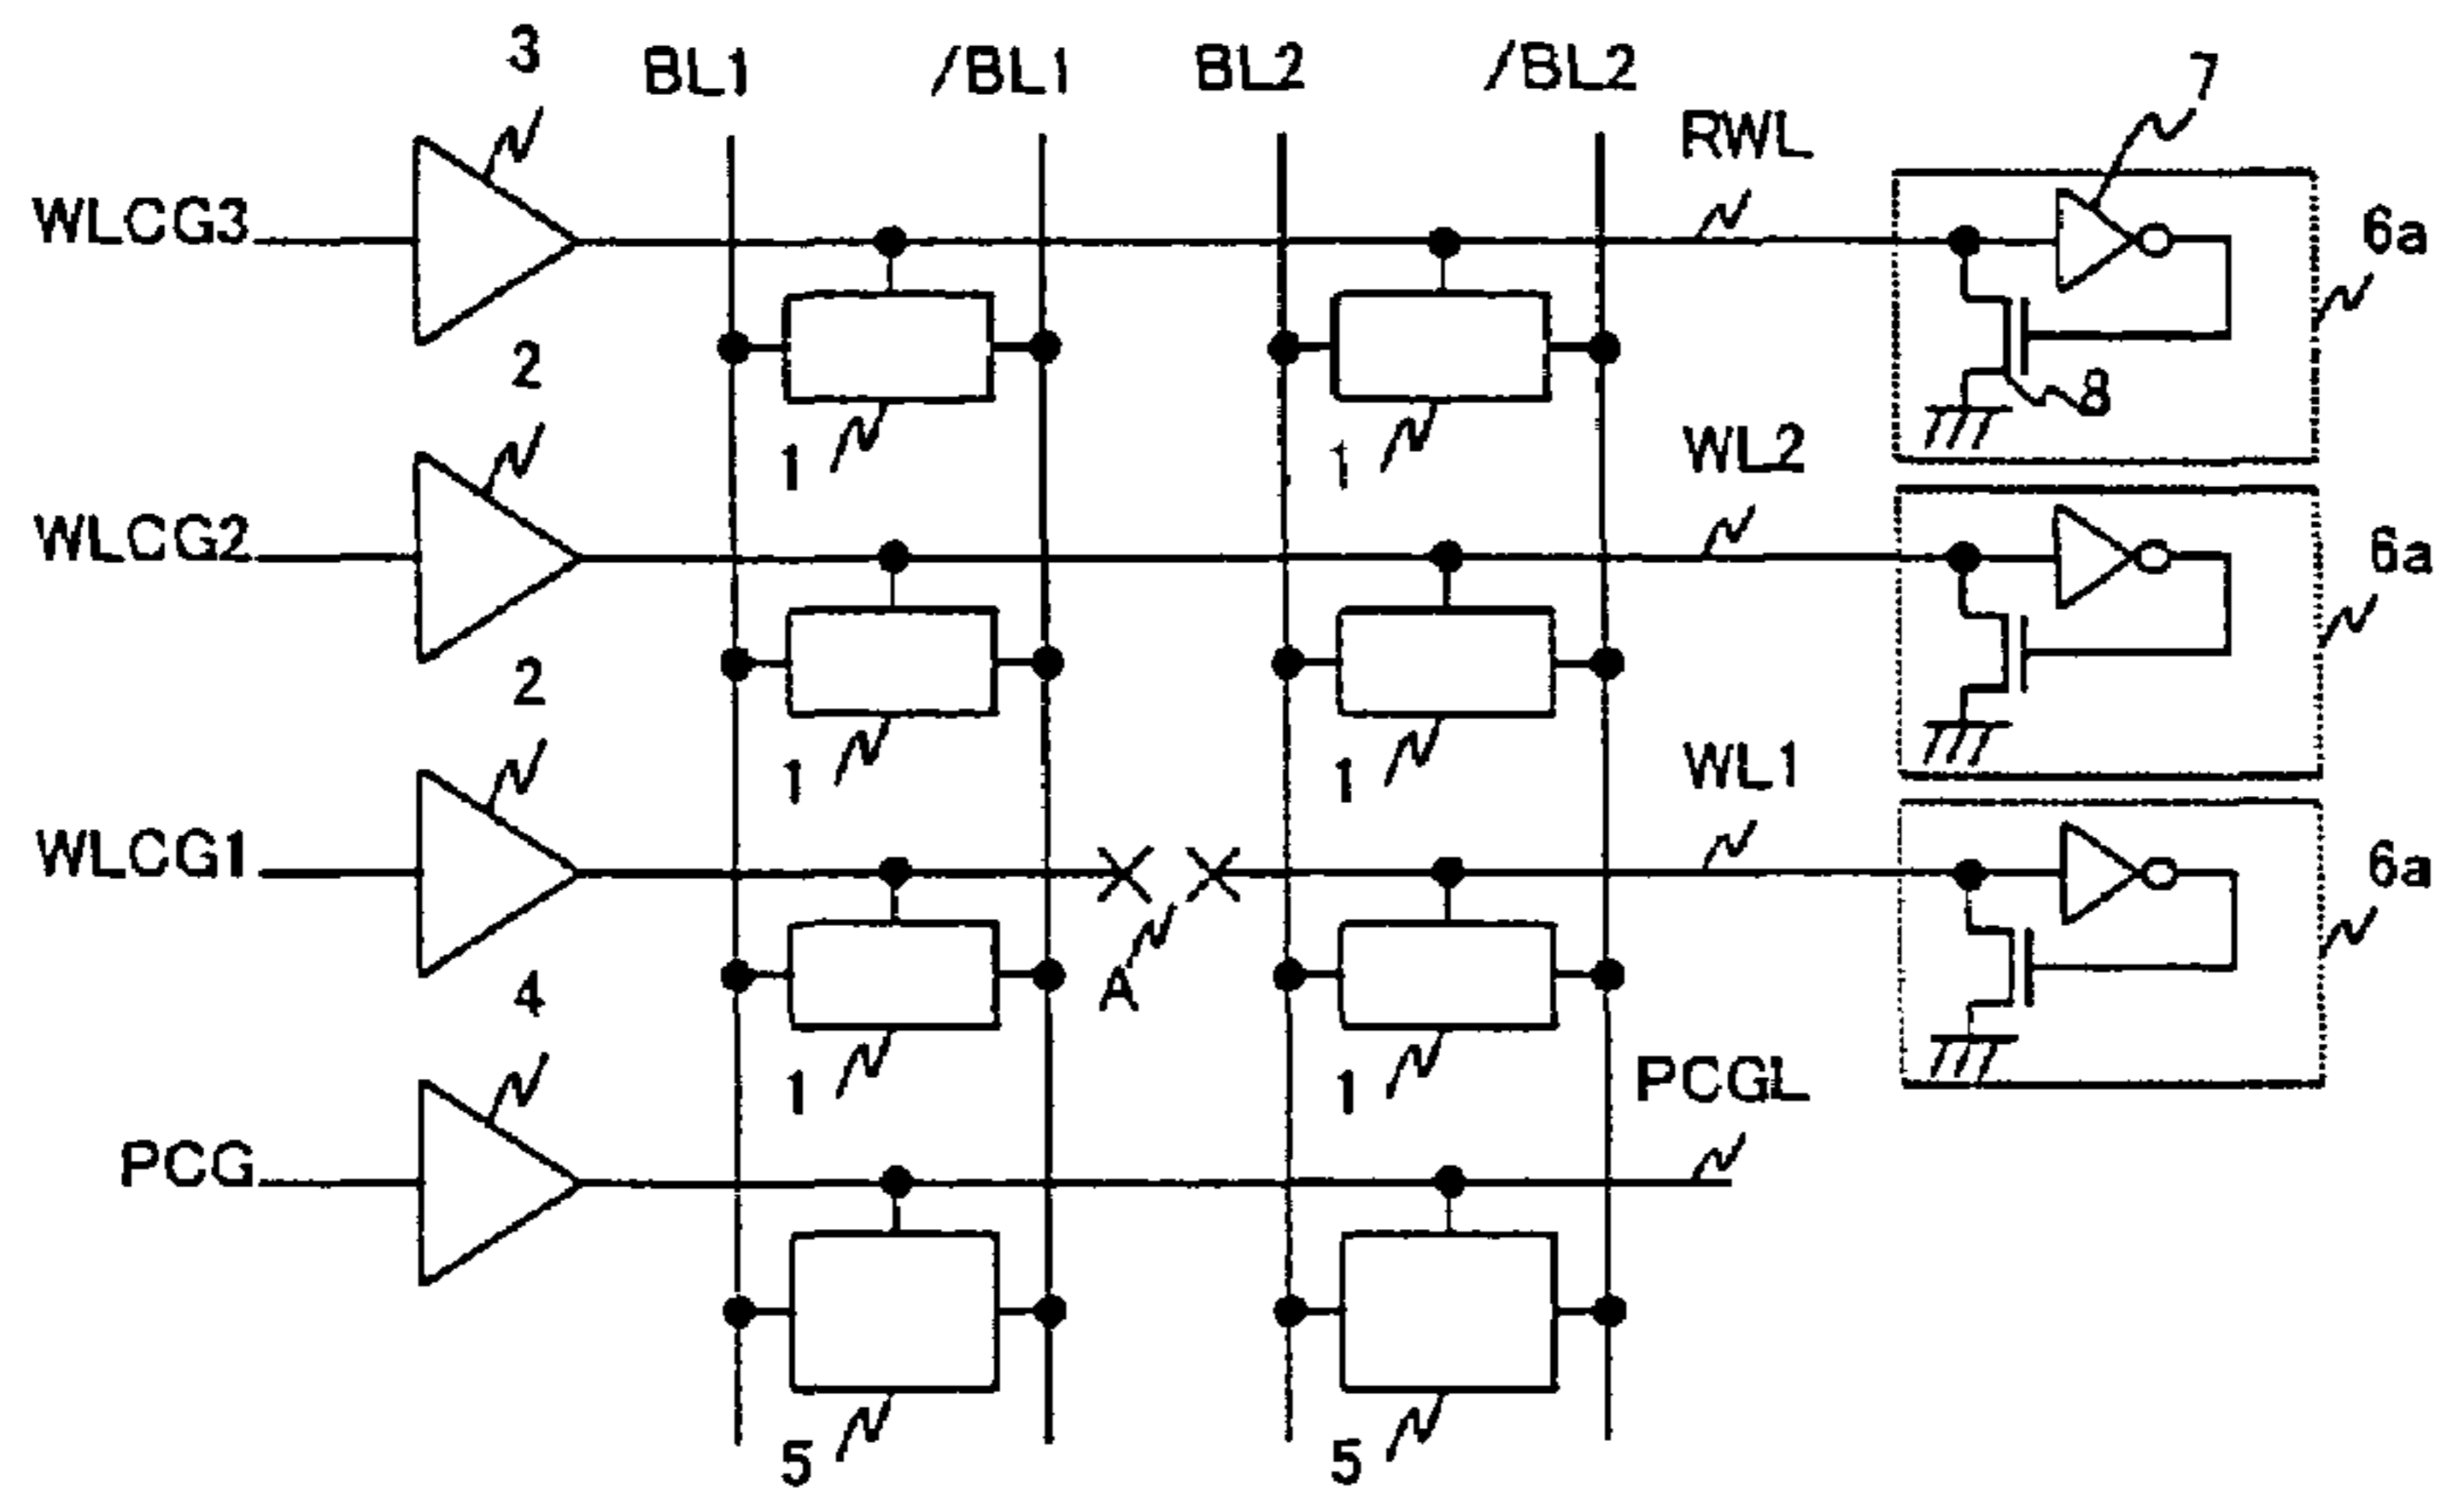 3 BL1 /BL1 BL2 /BL2 7
RWL
WLCG3 6a
2 8
1 1 WL2
WLCG2 6a
2
1 1 WL1
WLCG1 6a
4 A
1 1 PCGL
PCG
5 5